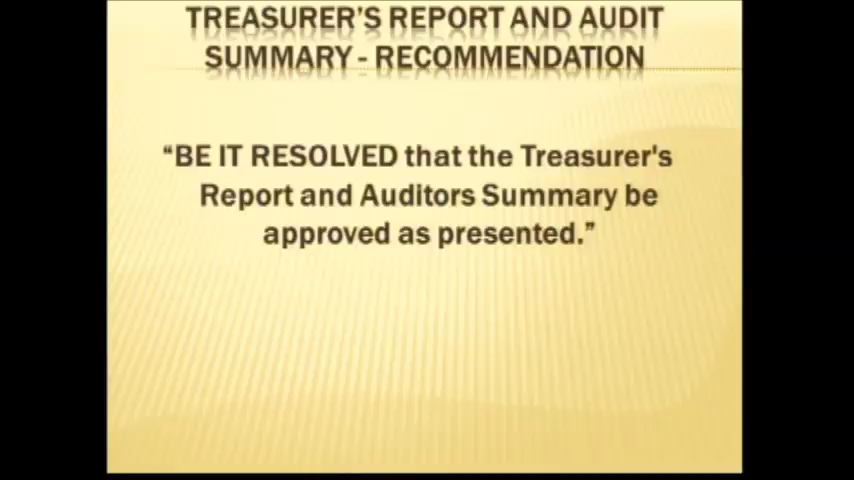 TREASURER’S REPORT AND AUDIT
SUMMARY - RECOMMENDATION
“BE IT RESOLVED that the Treasurer's
Report and Auditors Summary be
approved as presented.”